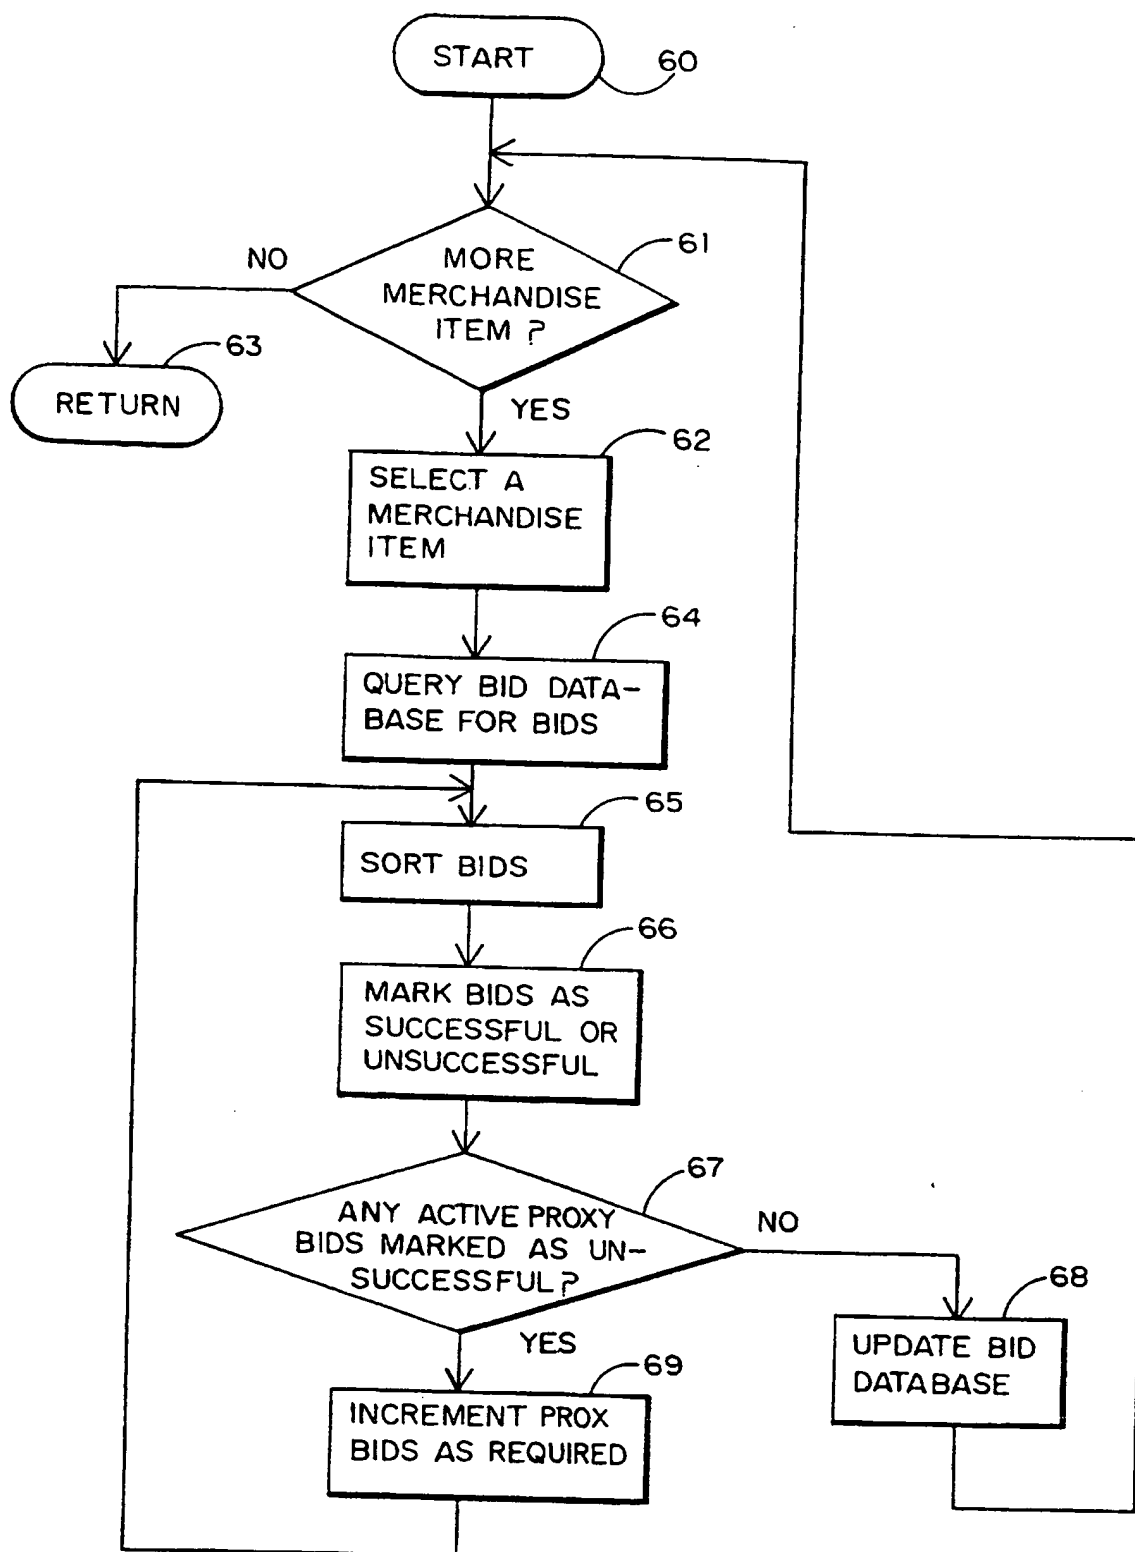 START
60
MORE
MERCHANDISE
ITEM ?
61
NO
63
RETURN
YES
62
SELECT A
MERCHANDISE
ITEM
64
QUERY BID DATA-
BASE FOR BIDS
65
SORT BIDS
66
MARK BIDS AS
SUCCESSFUL OR
UNSUCCESSFUL
67
ANY ACTIVE PROXY
BIDS MARKED AS UN-
SUCCESSFUL?
NO
YES
68
UPDATE BID
DATABASE
69
INCREMENT PROX
BIDS AS REQUIRED